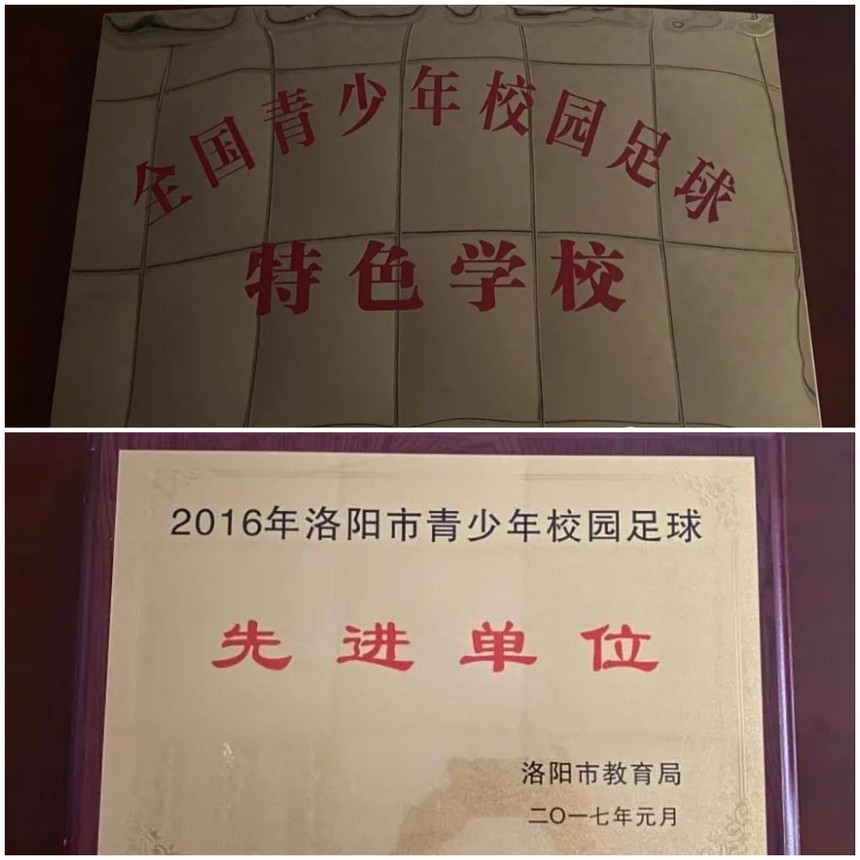 全国青少年校园足球
特色学校
2016年洛阳市青少年校园足球
先进单位
洛阳市教育局
二〇一七年元月